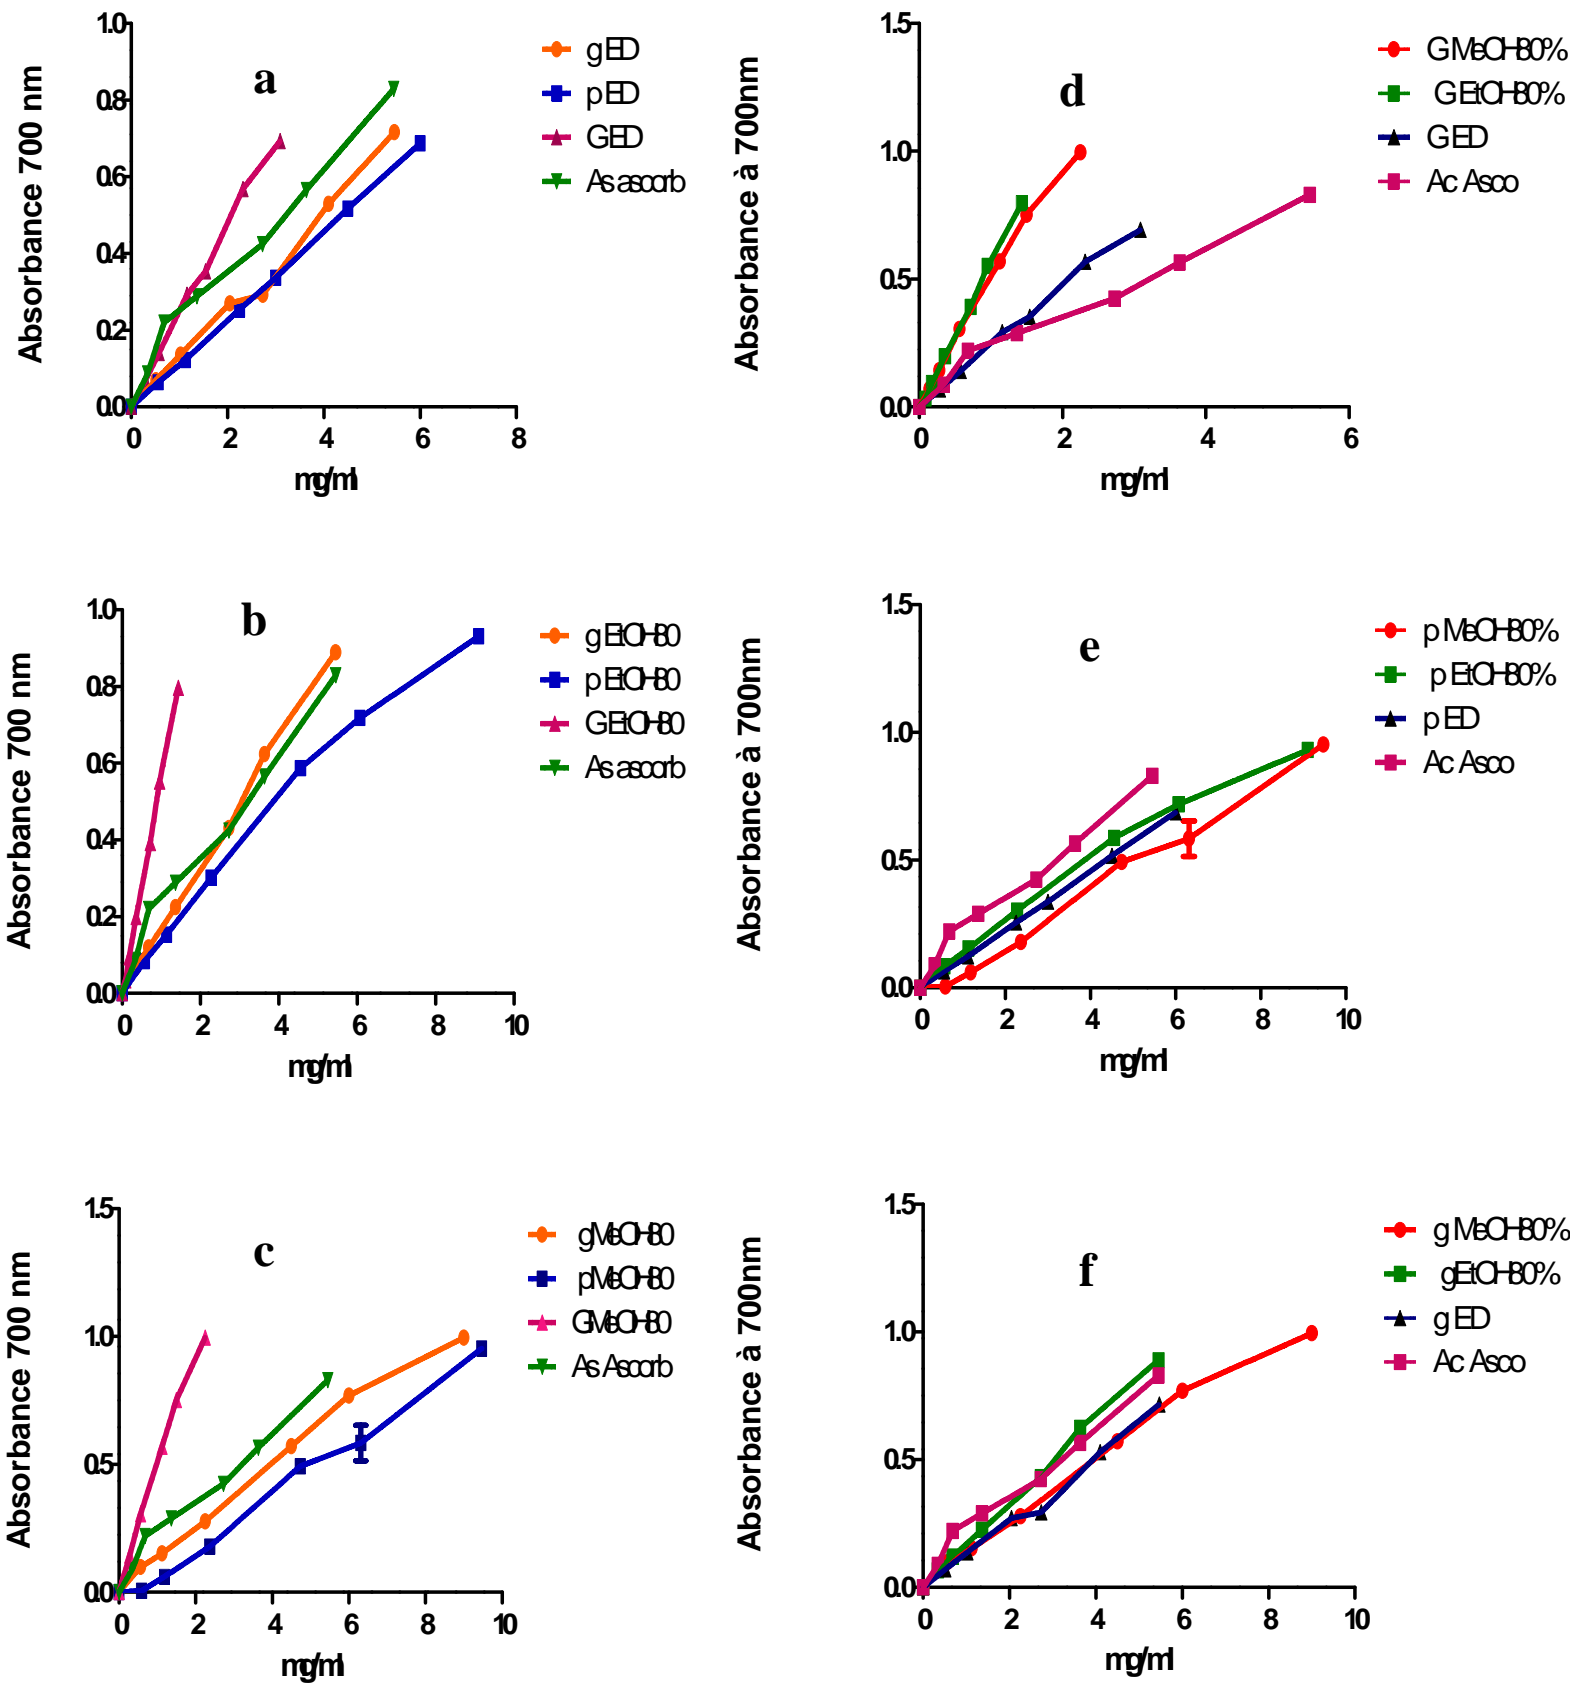 a
Absorbance 700 nm
1.0
0.8
0.6
0.4
0.2
0.0
0 2 4 6 8
mg/ml
gED
pED
GED
As ascorb
d
Absorbance à 700nm
1.5
1.0
0.5
0.0
0 2 4 6
mg/ml
GMeOH80%
GEtOH80%
GED
Ac Asco
b
Absorbance 700 nm
1.0
0.8
0.6
0.4
0.2
0.0
0 2 4 6 8 10
mg/ml
gEtOH80
pEtOH80
GEtOH80
As ascorb
e
Absorbance à 700nm
1.5
1.0
0.5
0.0
0 2 4 6 8 10
mg/ml
pMeOH80%
pEtOH80%
pED
Ac Asco
c
Absorbance 700 nm
1.5
1.0
0.5
0.0
0 2 4 6 8 10
mg/ml
gMeOH80
pMeOH80
GMeOH80
As Ascorb
f
Absorbance à 700nm
1.5
1.0
0.5
0.0
0 2 4 6 8 10
mg/ml
gMeOH80%
gEtOH80%
gED
Ac Asco